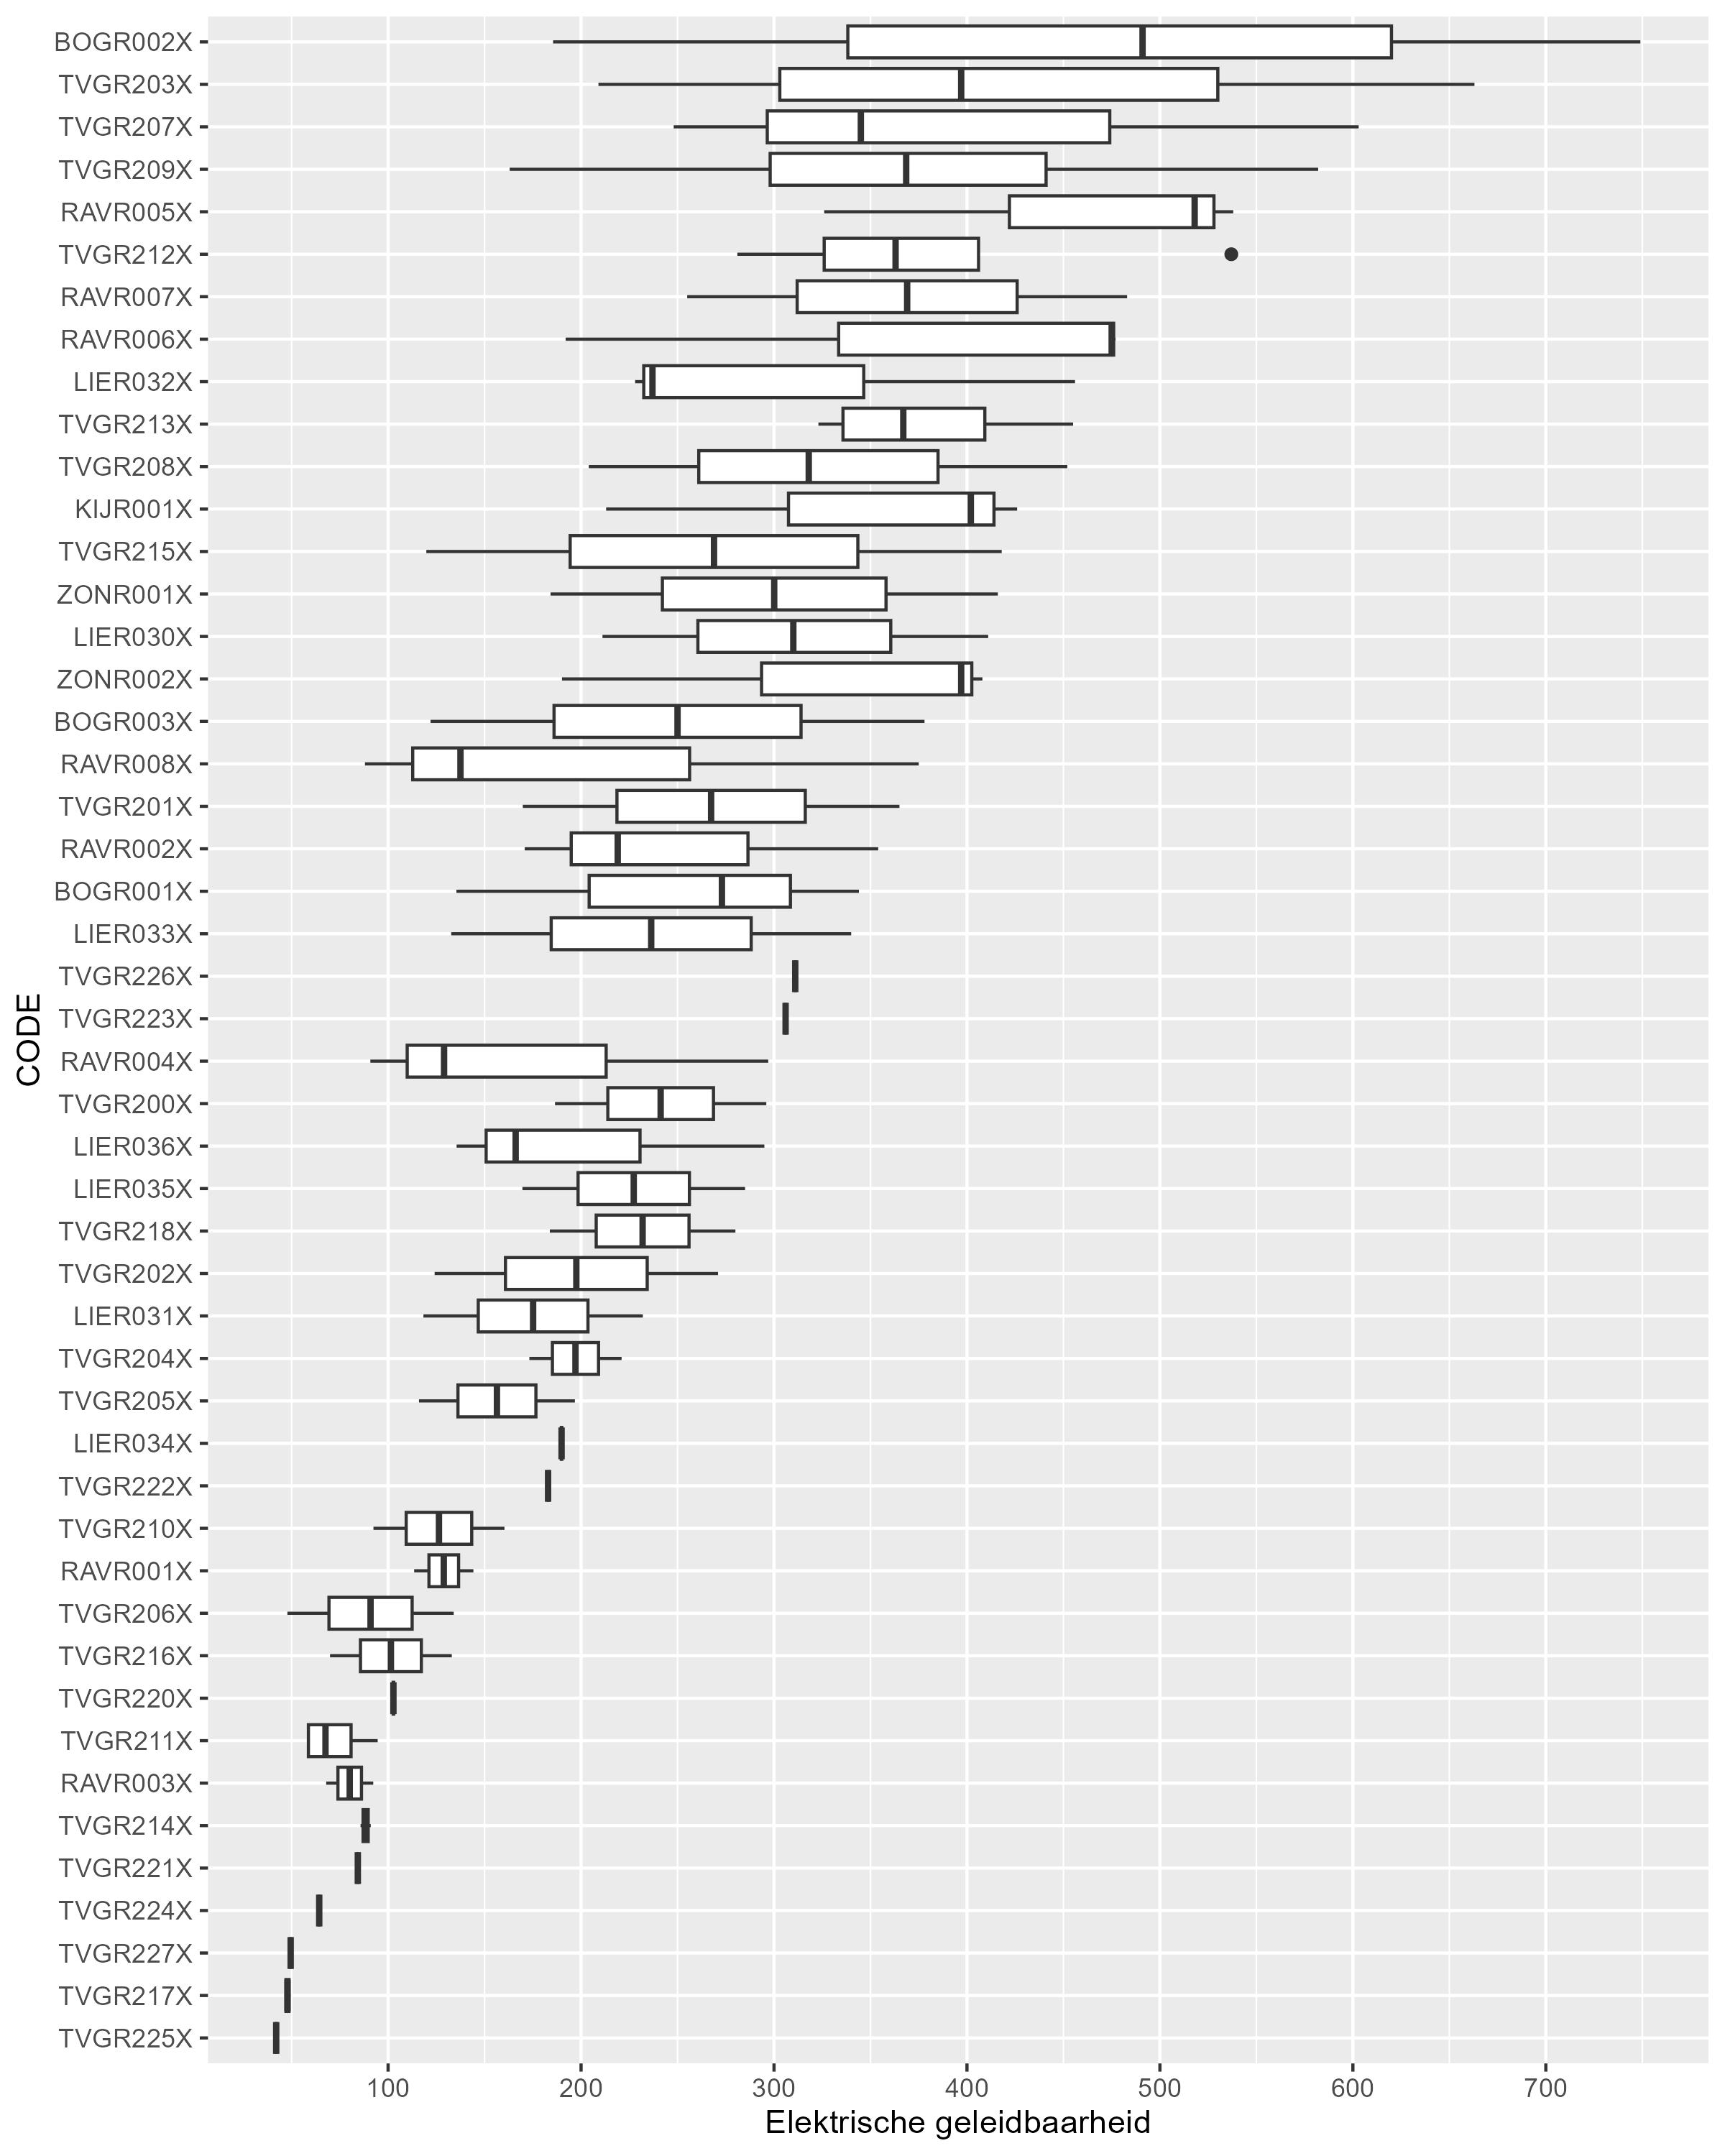 BOGR002X
TVGR203X
TVGR207X
TVGR209X
RAVR005X
TVGR212X
RAVR007X
RAVR006X
LIER032X
TVGR213X
TVGR208X
KIJR001X
TVGR215X
ZONR001X
LIER030X
ZONR002X
BOGR003X
RAVR008X
TVGR201X
RAVR002X
BOGR001X
LIER033X
TVGR226X
TVGR223X
RAVR004X
TVGR200X
LIER036X
LIER035X
TVGR218X
TVGR202X
LIER031X
TVGR204X
TVGR205X
LIER034X
TVGR222X
TVGR210X
RAVR001X
TVGR206X
TVGR216X
TVGR220X
TVGR211X
RAVR003X
TVGR214X
TVGR221X
TVGR224X
TVGR227X
TVGR217X
TVGR225X
CODE
100 200 300 400 500 600 700
Elektrische geleidbaarheid